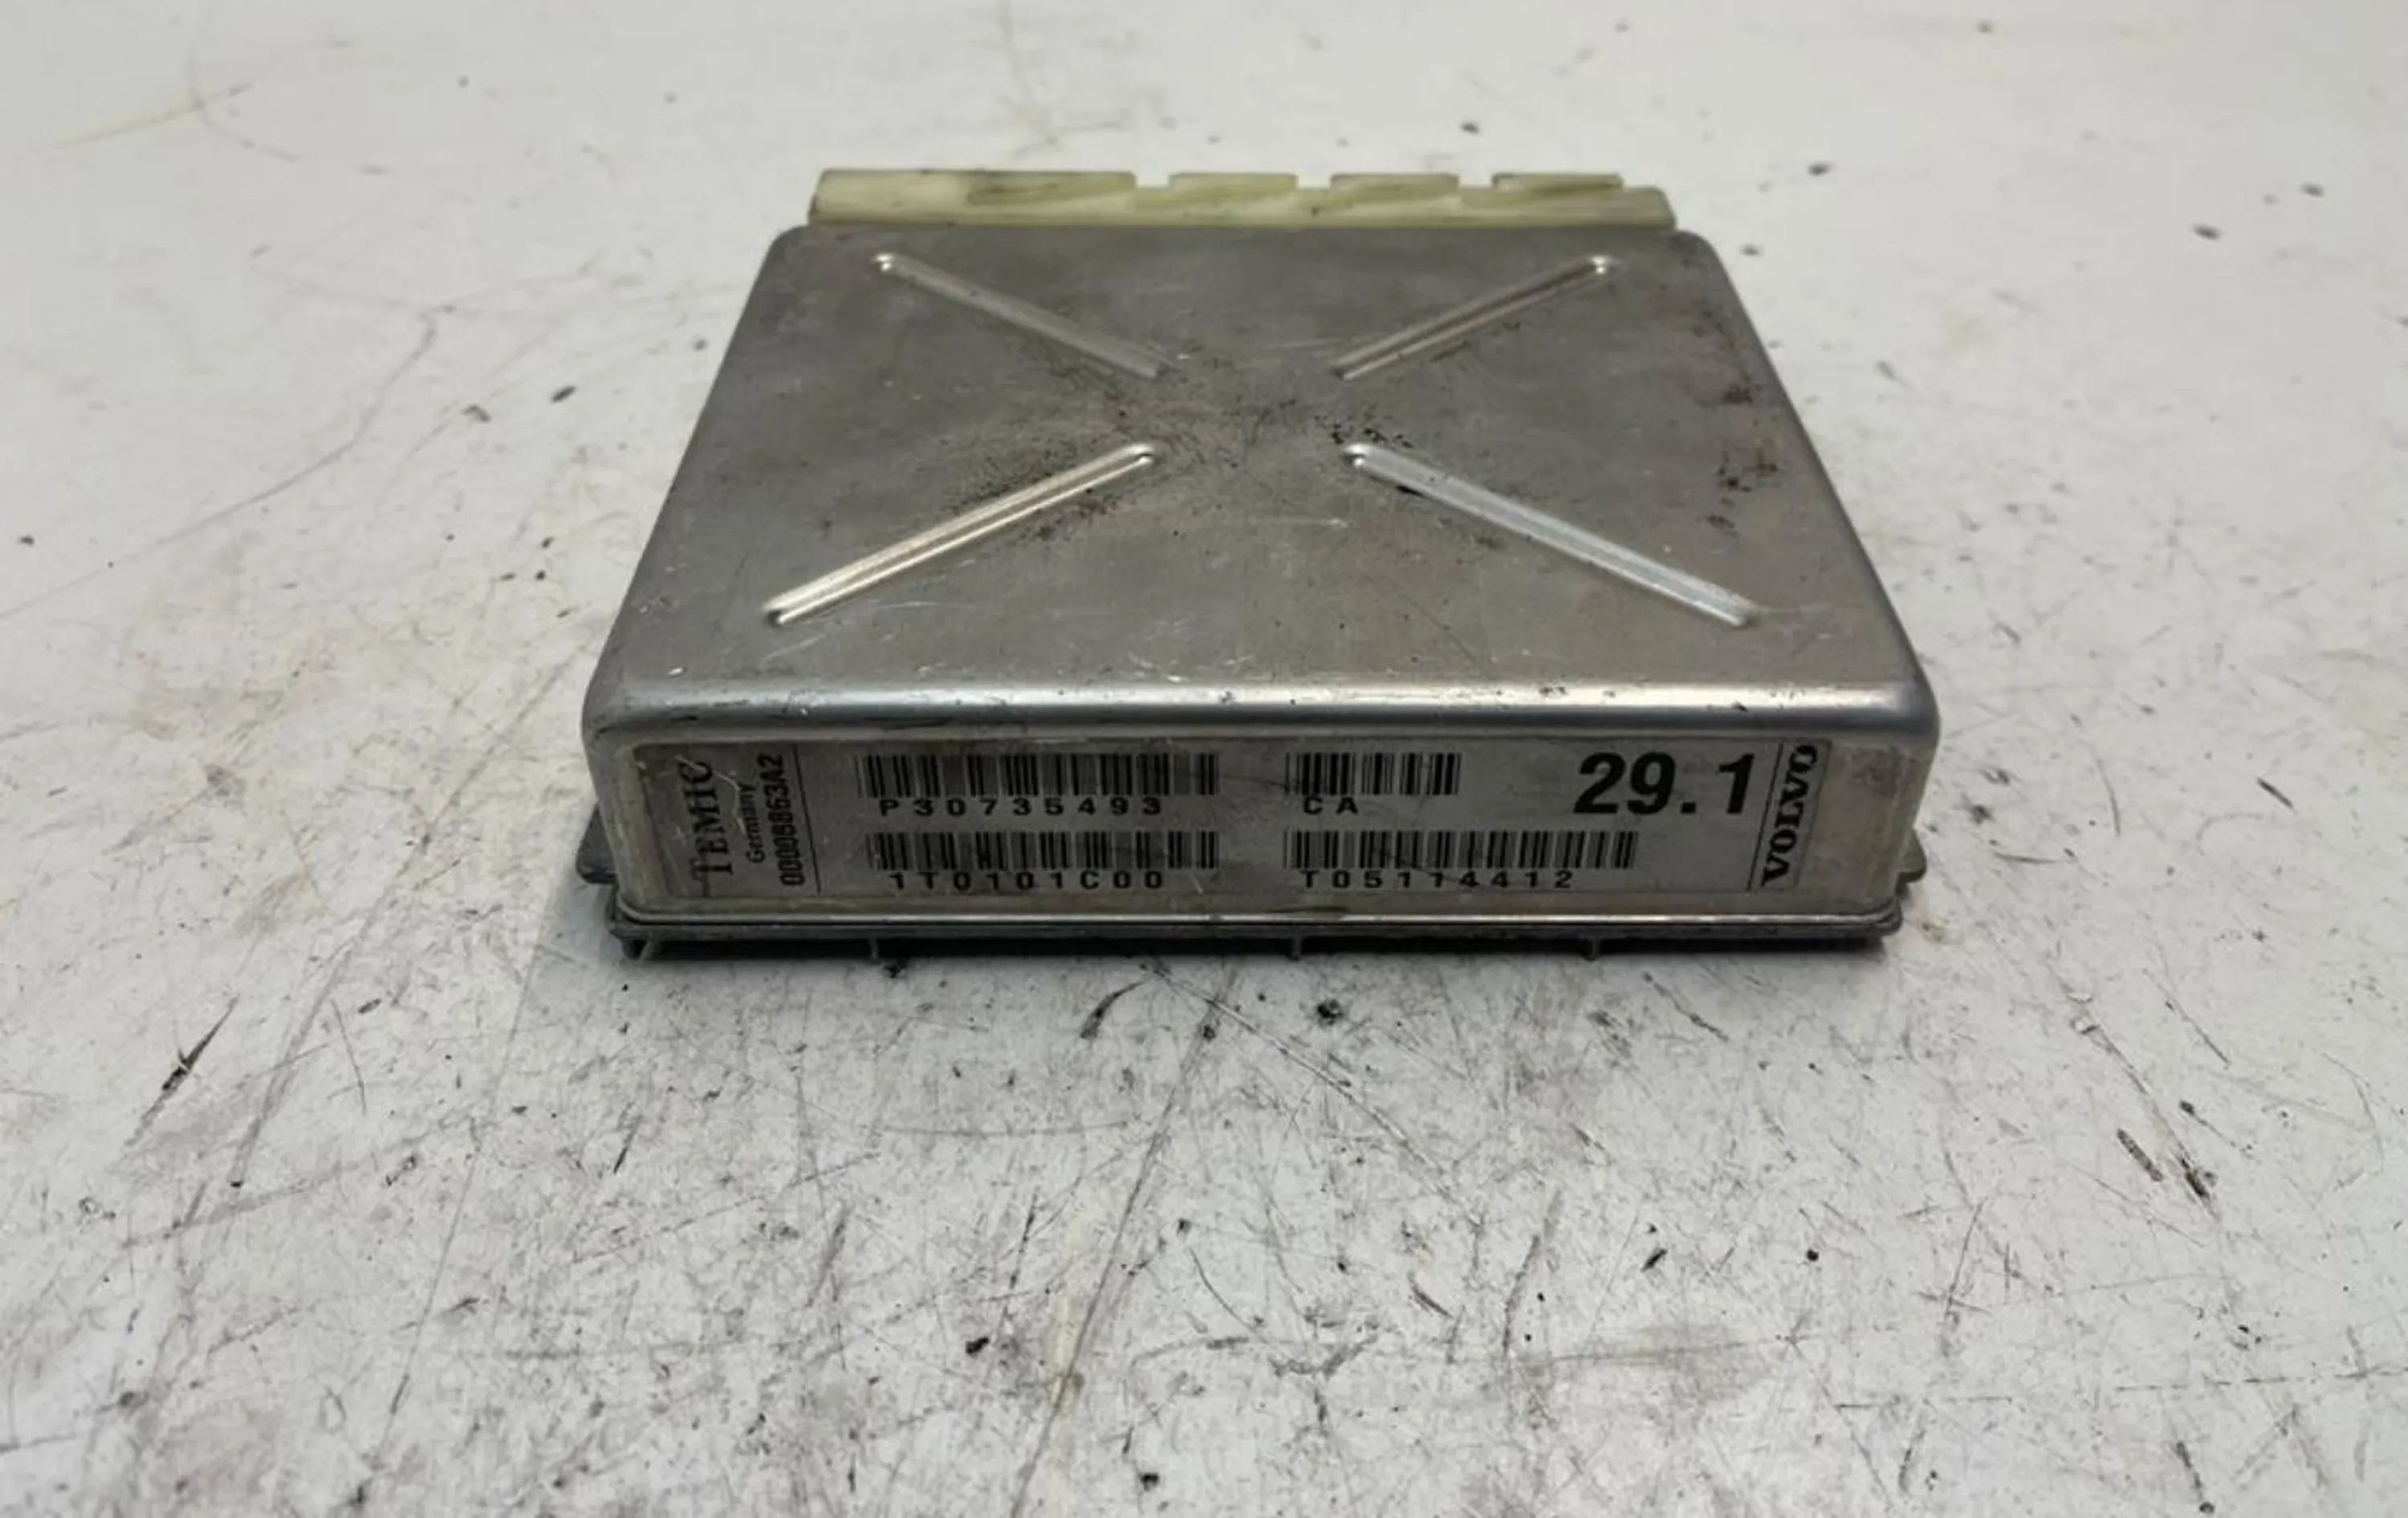 TEMIC
Germany
00008863A2
P30735493
CA
29.1
1T0101C00
T05114412
VOLVO